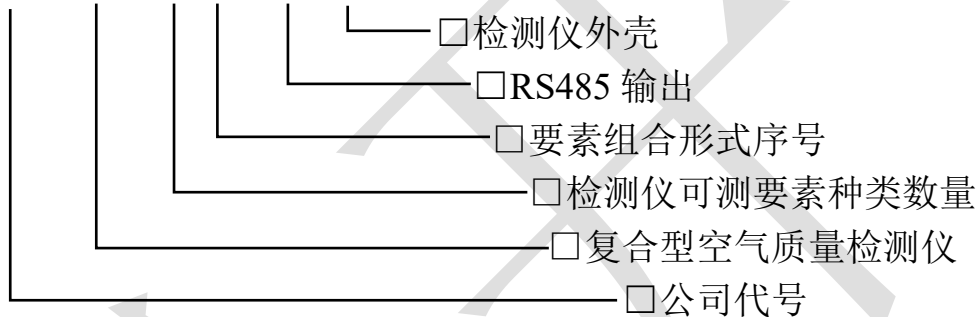 □检测仪外壳
□RS485 输出
□要素组合形式序号
□检测仪可测要素种类数量
□复合型空气质量检测仪
□公司代号